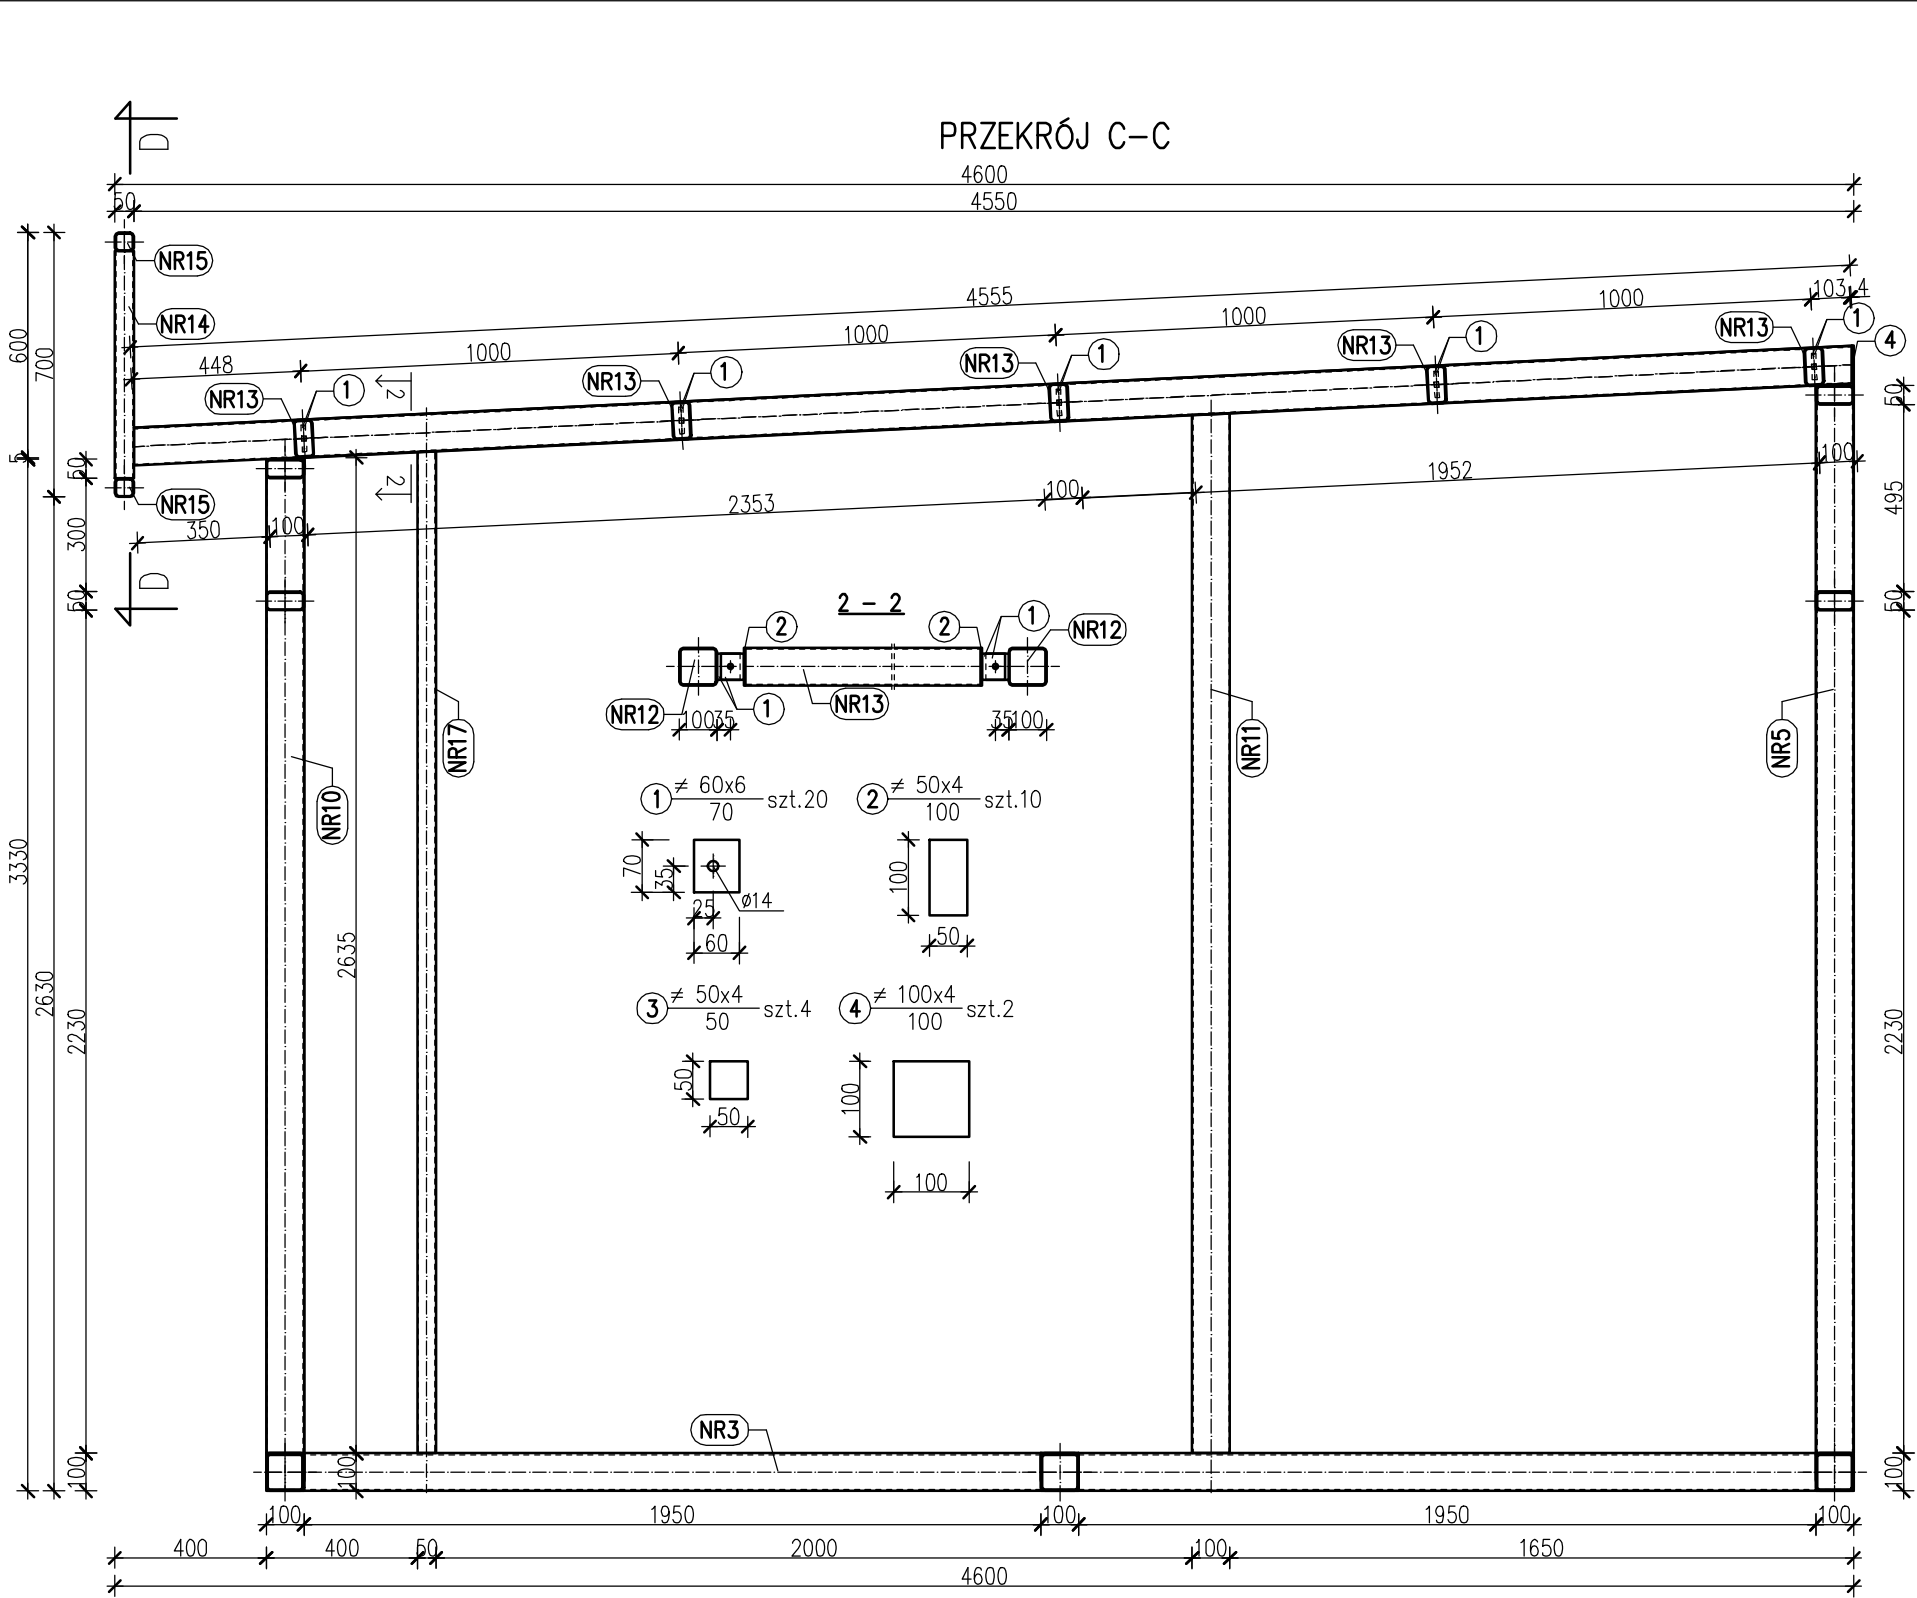 PRZEKRÓJ C-C
D
4600
50
4550
NR15
NR14
4555
103,4
448
1000
1000
1000
1000
NR13
1
NR13
1
NR13
1
NR13
1
NR13
1
4
2
2
NR15
600
700
5
50
300
50
350
100
2353
100
1952
100
50
495
50
D
2 - 2
2
2
1
NR12
NR12
1
NR13
100
35
35
100
NR10
NR17
NR11
NR5
1 ≠ 60x6
70 szt.20
2 ≠ 50x4
100 szt.10
70
35
25
ø14
60
100
50
3 ≠ 50x4
50 szt.4
4 ≠ 100x4
100 szt.2
50
50
100
100
3330
2630
2230
2635
2230
NR3
100
100
100
100
1950
100
1950
100
400
400
50
2000
100
1650
4600